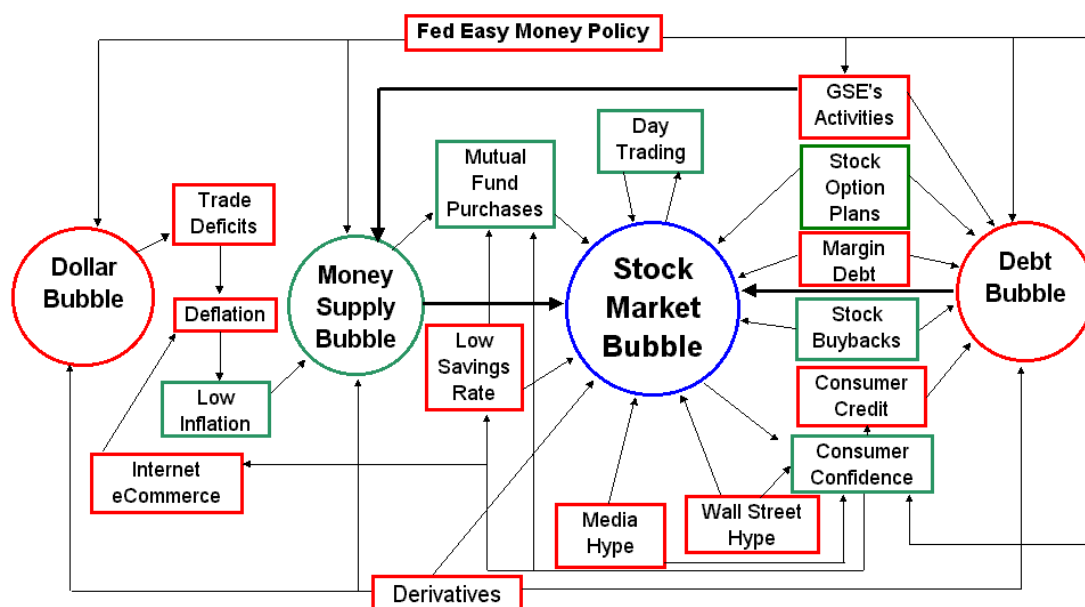 Fed Easy Money Policy
GSE's
Activities
Day
Trading
Mutual
Fund
Purchases
Stock
Option
Plans
Trade
Deficits
Margin
Debt
Dollar
Bubble
Money
Supply
Bubble
Stock
Market
Bubble
Debt
Bubble
Deflation
Stock
Buybacks
Low
Savings
Rate
Low
Inflation
Consumer
Credit
Internet
eCommerce
Consumer
Confidence
Media
Hype
Wall Street
Hype
Derivatives